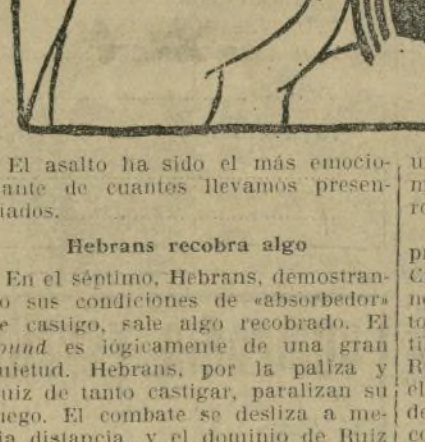 El asalto ha sido el más emocio-
ante de cuantos llevamos presen-
iados.
Hebrans recobra algo
En el séptimo, Hebrans, demostran-
o sus condiciones de «absorbedor»
e castigo, sale algo recobrado. El
ound es lógicamente de una gran
uietud. Hebrans, por la paliza y
uiz de tanto castigar, paralizan su
uego. El combate se desliza a me-
ia distancia, y el dominio de Ruiz